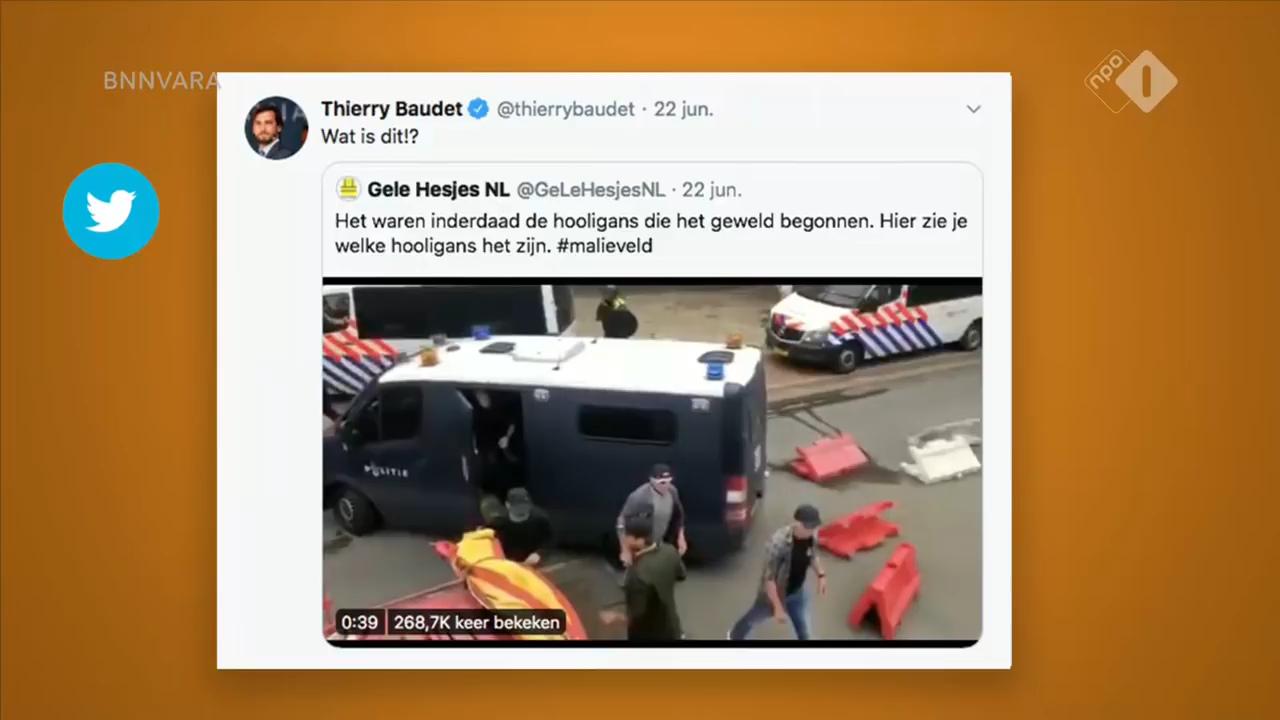 BNNVARA
npo
Thierry Baudet @thierrybaudet · 22 jun.
Wat is dit!?
Gele Hesjes NL @GeLeHesjesNL · 22 jun.
Het waren inderdaad de hooligans die het geweld begonnen. Hier zie je
welke hooligans het zijn. #malieveld
POLITIE
0:39 268,7K keer bekeken